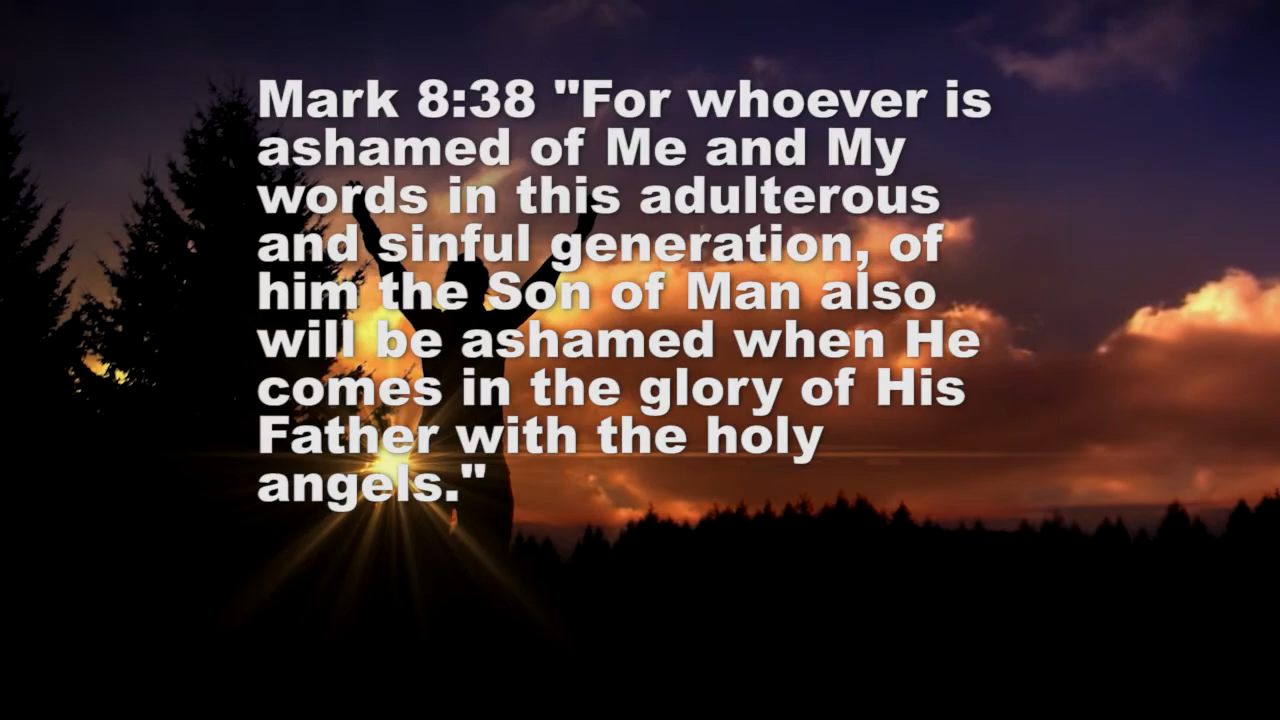 Mark 8:38 "For whoever is
ashamed of Me and My
words in this adulterous
and sinful generation, of
him the Son of Man also
will be ashamed when He
comes in the glory of His
Father with the holy
angels."